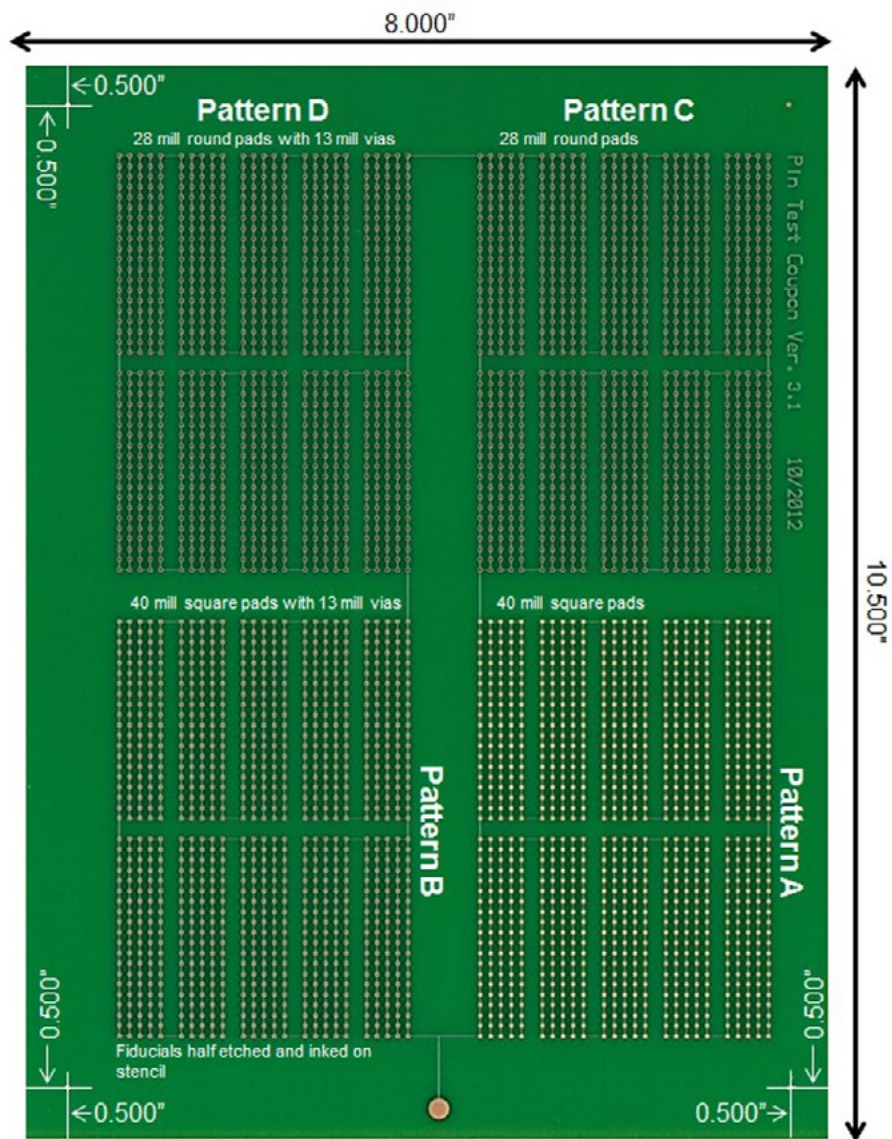 8.000"
0.500"
Pattern D
Pattern C
28 mill round pads with 13 mill vias
28 mill round pads
0.500"
Pin Test Coupon Ver. 3.1 10/2012
10.500"
40 mill square pads with 13 mill vias
40 mill square pads
Pattern B
Pattern A
0.500"
0.500"
Fiducials half etched and inked on
stencil
0.500"
0.500"